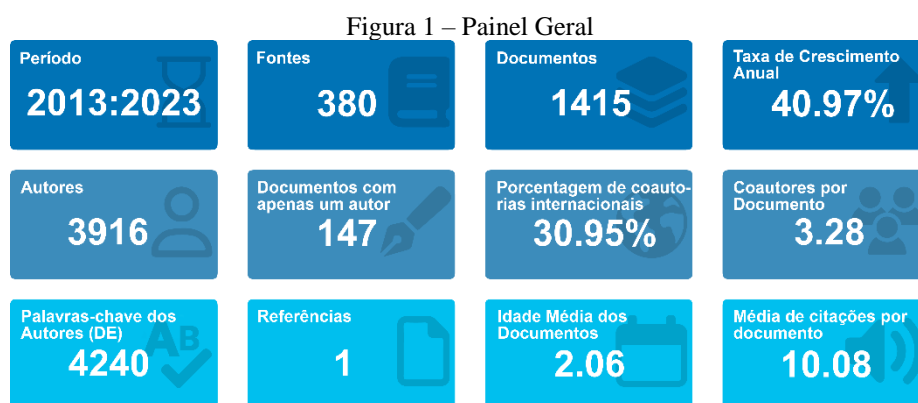 Figura 1 – Painel Geral
Período
2013:2023
Fontes
380
Documentos
1415
Taxa de Crescimento
Anual
40.97%
Autores
3916
Documentos com
apenas um autor
147
Porcentagem de coauto-
rias internacionais
30.95%
Coautores por
Documento
3.28
Palavras-chave dos
Autores (DE)
AB
4240
Referências
1
Idade Média dos
Documentos
2.06
Média de citações por
documento
10.08